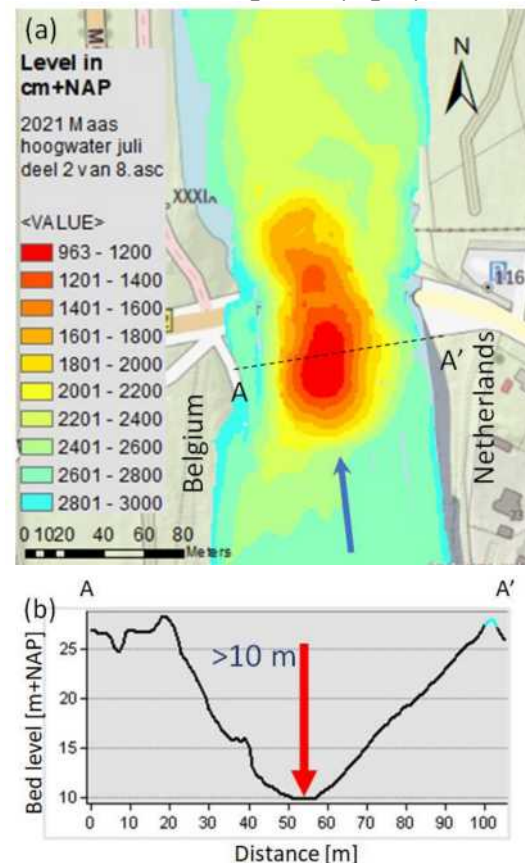 (a)
Level in
cm+NAP
2021 Maas
hoogwater juli
deel 2 van 8.asc
<VALUE>
963 - 1200
1201 - 1400
1401 - 1600
1601 - 1800
1801 - 2000
2001 - 2200
2201 - 2400
2401 - 2600
2601 - 2800
2801 - 3000
0 1020 40 60 80
Meters
M
XXXI
N
116
A
A'
Belgium
Netherlands
A
A'
(b)
>10 m
Bed level [m+NAP]
25
20
15
10
0 10 20 30 40 50 60 70 80 90 100
Distance [m]